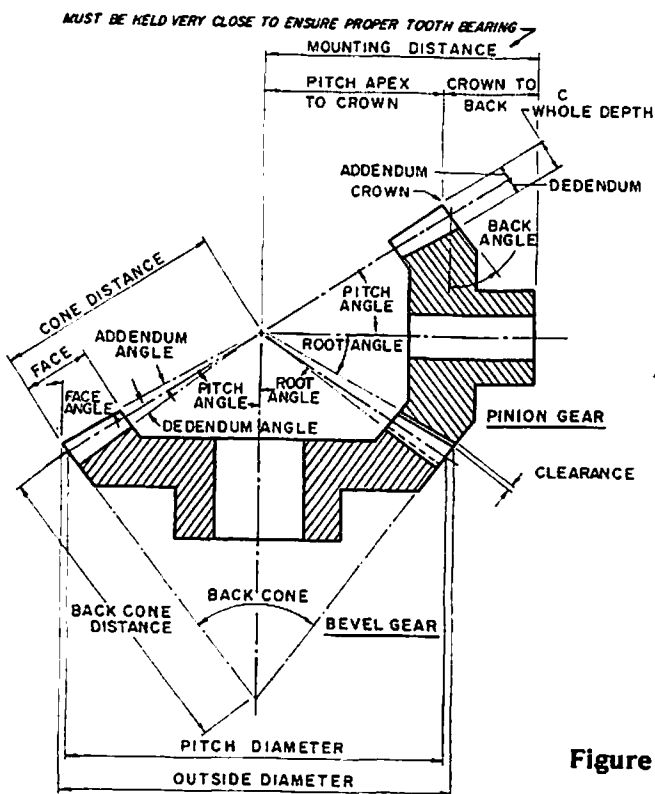 MUST BE HELD VERY CLOSE TO ENSURE PROPER TOOTH BEARING
MOUNTING DISTANCE
PITCH APEX
TO CROWN
CROWN TO
BACK
C
WHOLE DEPTH
ADDENDUM
CROWN
DEDENDUM
BACK
ANGLE
CONE DISTANCE
PITCH
ANGLE
FACE
ADDENDUM
ANGLE
ROOT ANGLE
FACE
ANGLE
PITCH
ANGLE
ROOT
ANGLE
DEDENDUM ANGLE
PINION GEAR
CLEARANCE
BACK CONE
DISTANCE
BACK CONE
BEVEL GEAR
PITCH DIAMETER
OUTSIDE DIAMETER
Figure